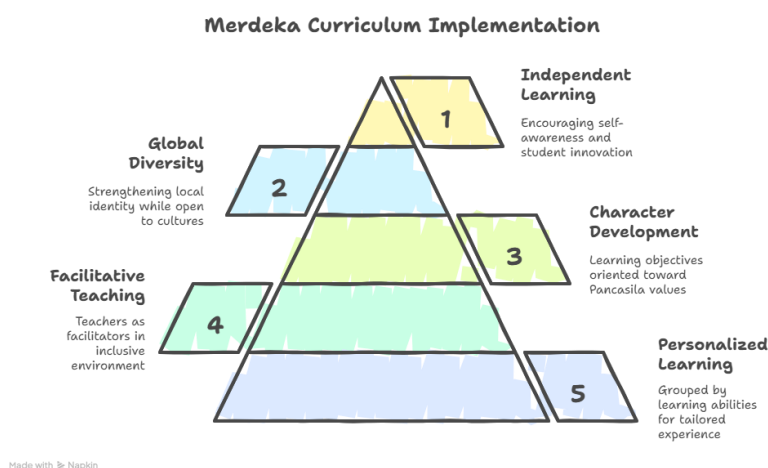 Merdeka Curriculum Implementation
1
Independent
Learning
Encouraging self-
awareness and
student innovation
Global
Diversity
Strengthening local
identity while open
to cultures
2
3
Character
Development
Learning objectives
oriented toward
Pancasila values
Facilitative
Teaching
Teachers as
facilitators in
inclusive
environment
4
5
Personalized
Learning
Grouped by
learning abilities
for tailored
experience
Made with Napkin